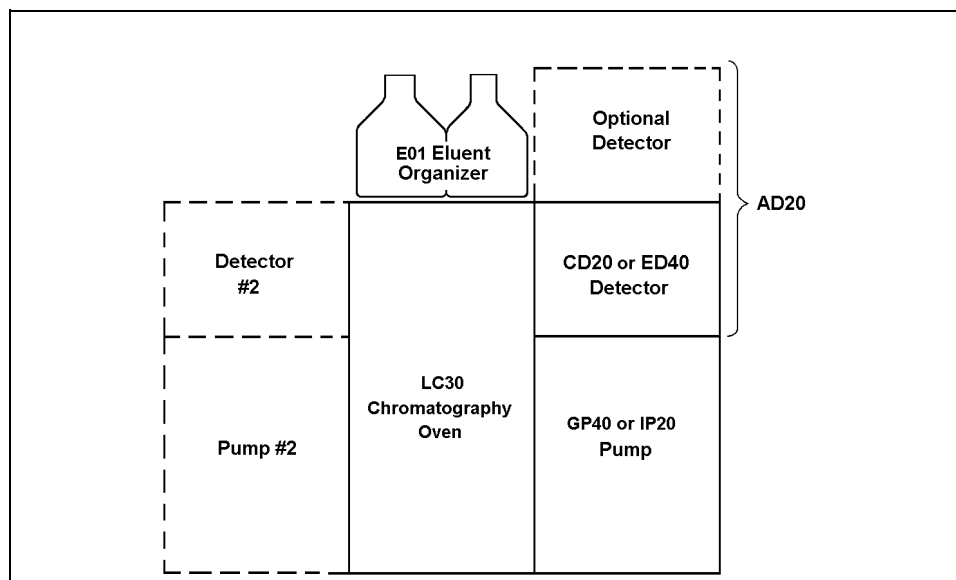 Optional
Detector
E01 Eluent
Organizer
AD20
Detector
#2
CD20 or ED40
Detector
LC30
Chromatography
Oven
GP40 or IP20
Pump
Pump #2